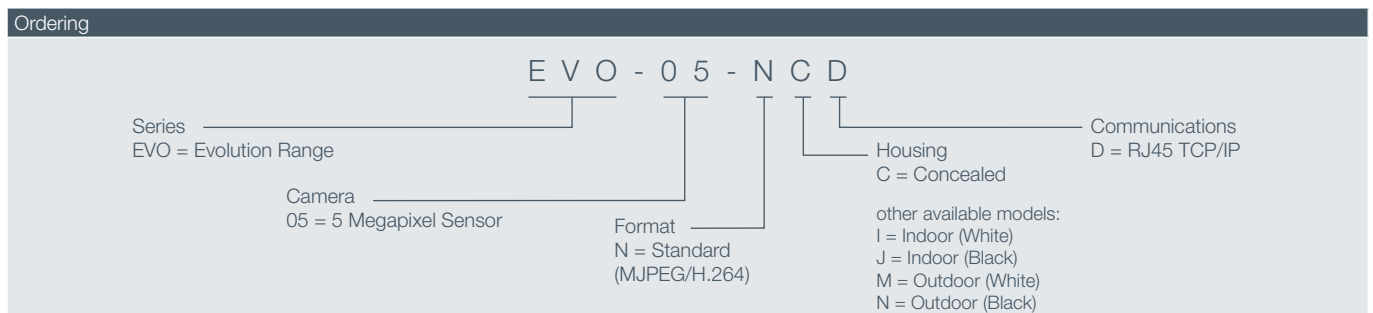 Ordering
E V O - 0 5 - N C D
Series
EVO = Evolution Range
Camera
05 = 5 Megapixel Sensor
Format
N = Standard
(MJPEG/H.264)
Housing
C = Concealed
other available models:
I = Indoor (White)
J = Indoor (Black)
M = Outdoor (White)
N = Outdoor (Black)
Communications
D = RJ45 TCP/IP